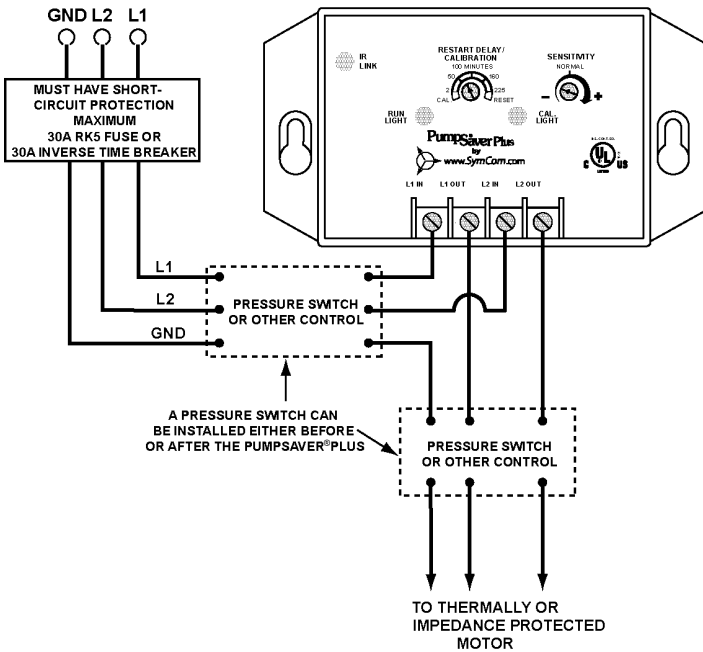 GND L2 L1
MUST HAVE SHORT-
CIRCUIT PROTECTION
MAXIMUM
30A RK5 FUSE OR
30A INVERSE TIME BREAKER
IR
LINK
RESTART DELAY/
CALIBRATION
100 MINUTES
50 160
2 225
CAL RESET
SENSITIVITY
NORMAL
- +
RUN
LIGHT
CAL.
LIGHT
PumpSaver Plus
by
www.SymCom.com
C UL US
LISTED
L1 IN L1 OUT L2 IN L2 OUT
L1
L2
GND
PRESSURE SWITCH
OR OTHER CONTROL
A PRESSURE SWITCH CAN
BE INSTALLED EITHER BEFORE
OR AFTER THE PUMPSAVER®PLUS
PRESSURE SWITCH
OR OTHER CONTROL
TO THERMALLY OR
IMPEDANCE PROTECTED
MOTOR